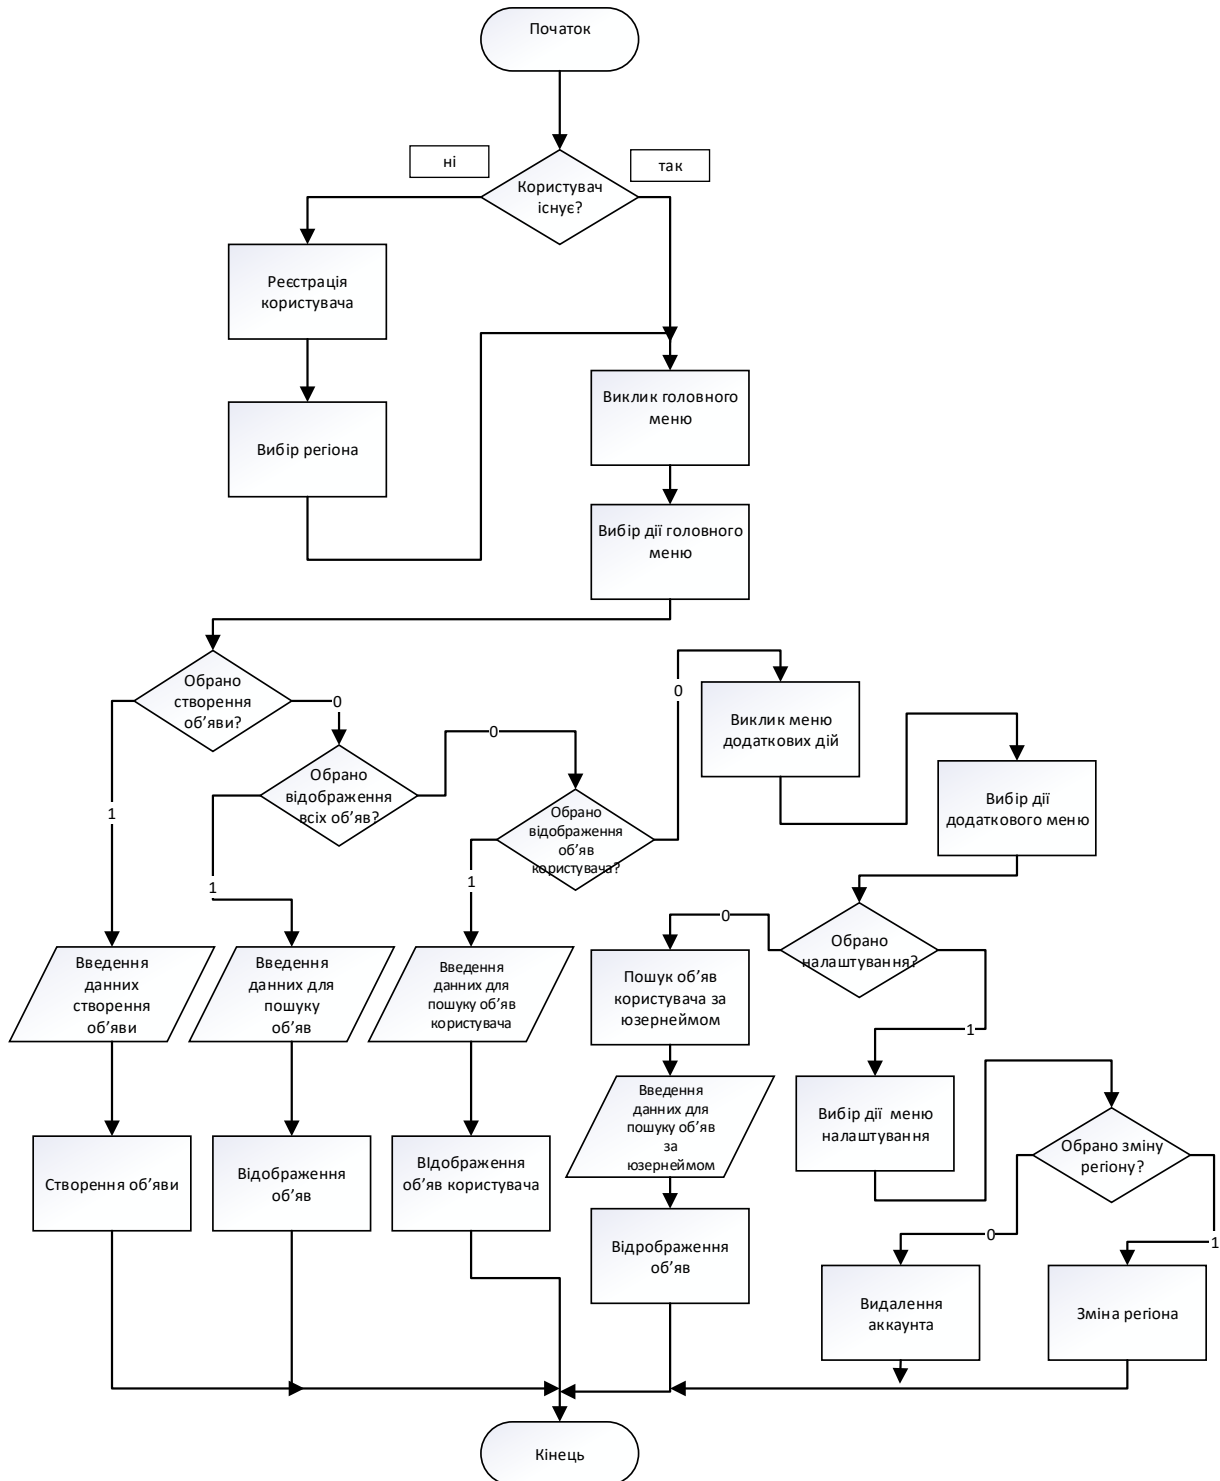 Початок
ні
так
Користувач
існує?
Реєстрація
користувача
Вибір регіона
Виклик головного
меню
Вибір дії головного
меню
Обрано
створення
об’яви?
0
1
Обрано
відображення
всіх об’яв?
0
1
Обрано
відображення
об’яв
користувача?
0
1
Виклик меню
додаткових дій
Вибір дії
додаткового меню
Обрано
налаштування?
0
1
Введення
данних
створення
об’яви
Введення
данних для
пошуку
об’яв
Введення
данних для
пошуку об’яв
користувача
Пошук об’яв
користувача за
юзернеймом
Введення
данних для
пошуку об’яв
за
юзернеймом
Вибір дії  меню
налаштування
Обрано зміну
регіону?
0
1
Створення об’яви
Відображення
об’яв
ВІдображення
об’яв користувача
Відрображення
об’яв
Видалення
аккаунта
Зміна регіона
Кінець